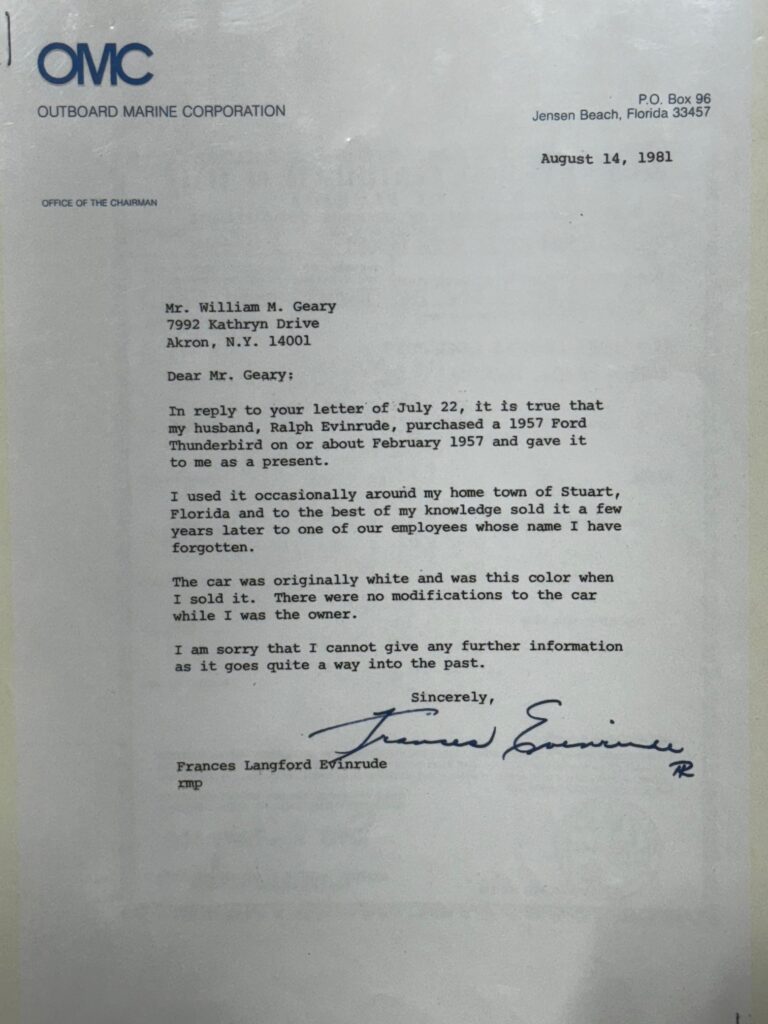 OMC
OUTBOARD MARINE CORPORATION
P.O. Box 96
Jensen Beach, Florida 33457
August 14, 1981
OFFICE OF THE CHAIRMAN
Mr. William M. Geary
7992 Kathryn Drive
Akron, N.Y. 14001
Dear Mr. Geary:
In reply to your letter of July 22, it is true that
my husband, Ralph Evinrude, purchased a 1957 Ford
Thunderbird on or about February 1957 and gave it
to me as a present.
I used it occasionally around my home town of Stuart,
Florida and to the best of my knowledge sold it a few
years later to one of our employees whose name I have
forgotten.
The car was originally white and was this color when
I sold it.  There were no modifications to the car
while I was the owner.
I am sorry that I cannot give any further information
as it goes quite a way into the past.
Sincerely,
Frances Evinrude
Frances Langford Evinrude
rmp